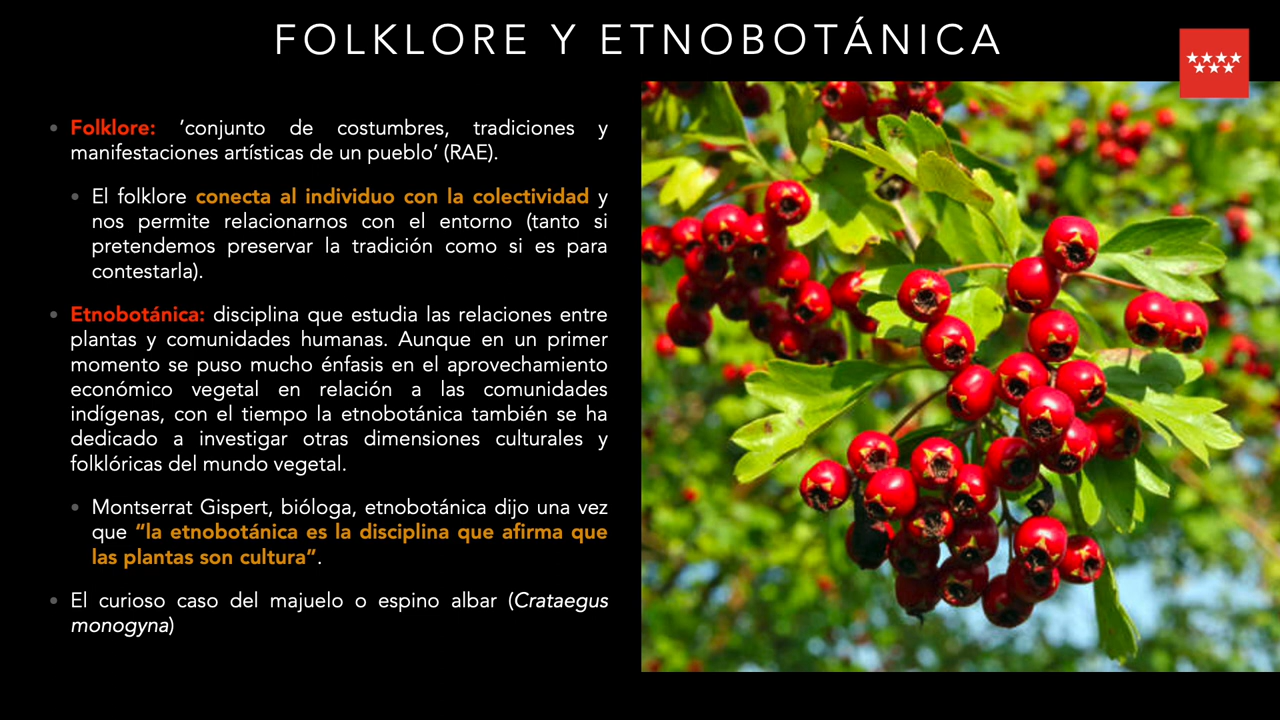 FOLKLORE Y ETNOBOTÁNICA
• Folklore: ‘conjunto de costumbres, tradiciones y
manifestaciones artísticas de un pueblo’ (RAE).
• El folklore conecta al individuo con la colectividad y
nos permite relacionarnos con el entorno (tanto si
pretendemos preservar la tradición como si es para
contestarla).
• Etnobotánica: disciplina que estudia las relaciones entre
plantas y comunidades humanas. Aunque en un primer
momento se puso mucho énfasis en el aprovechamiento
económico vegetal en relación a las comunidades
indígenas, con el tiempo la etnobotánica también se ha
dedicado a investigar otras dimensiones culturales y
folklóricas del mundo vegetal.
• Montserrat Gispert, bióloga, etnobotánica dijo una vez
que “la etnobotánica es la disciplina que afirma que
las plantas son cultura”.
• El curioso caso del majuelo o espino albar (Crataegus
monogyna)